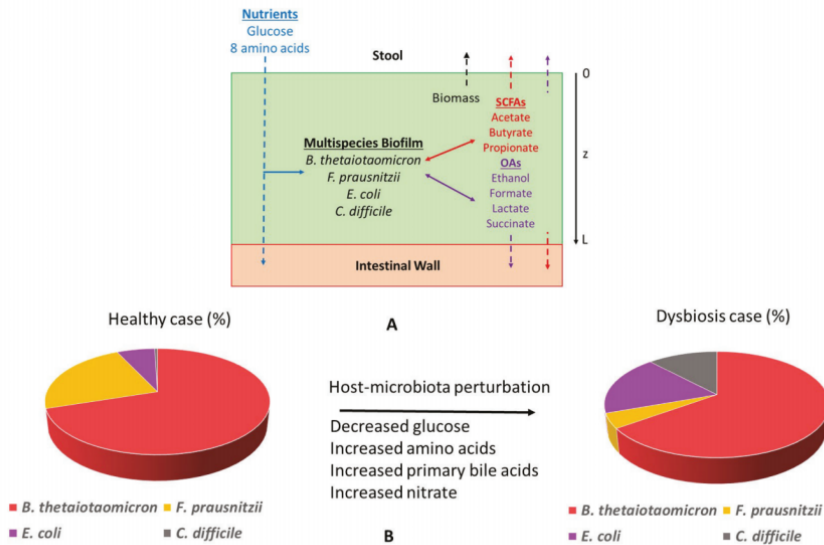 Nutrients
Glucose
8 amino acids
Stool
0
Biomass
SCFAs
Acetate
Butyrate
Propionate
Multispecies Biofilm
B. thetaiotaomicron
F. prausnitzii
E. coli
C. difficile
OAs
Ethanol
Formate
Lactate
Succinate
z
L
Intestinal Wall
A
Healthy case (%)
Dysbiosis case (%)
Host-microbiota perturbation
Decreased glucose
Increased amino acids
Increased primary bile acids
Increased nitrate
B. thetaiotaomicron F. prausnitzii
E. coli C. difficile
B. thetaiotaomicron F. prausnitzii
E. coli C. difficile
B